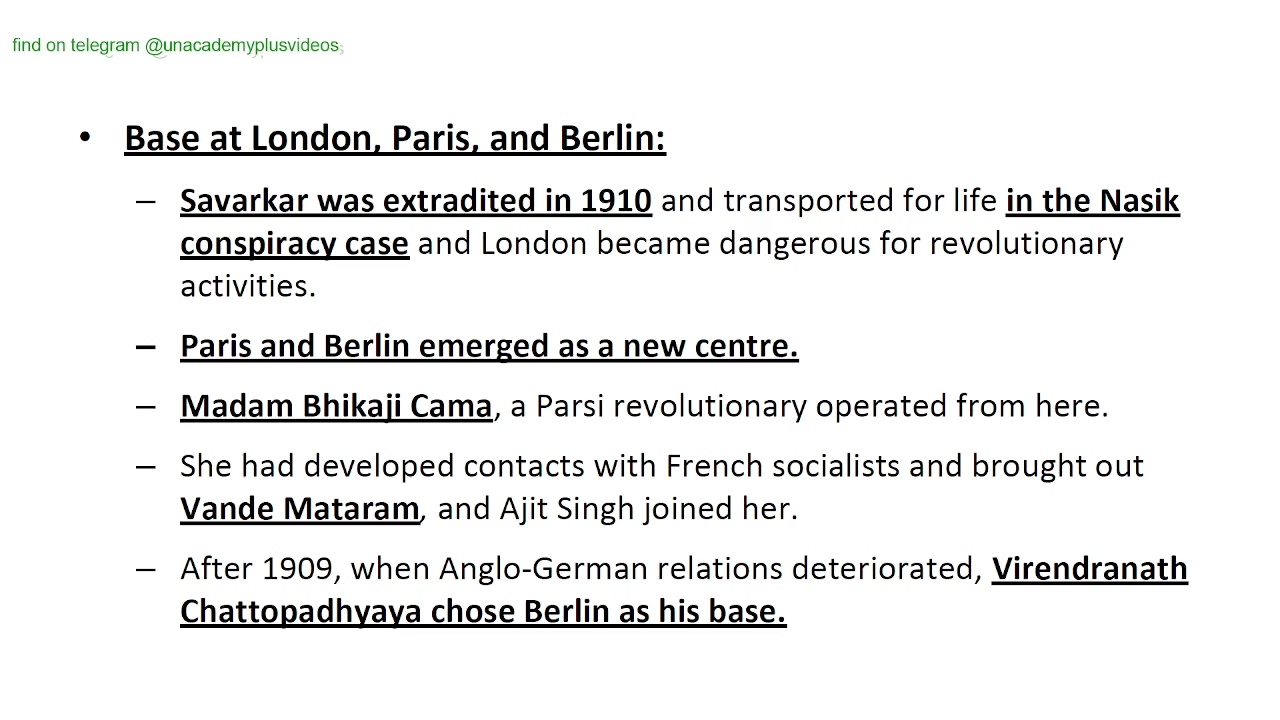 find on telegram @unacademyplusvideos
• Base at London, Paris, and Berlin:
– Savarkar was extradited in 1910 and transported for life in the Nasik
conspiracy case and London became dangerous for revolutionary
activities.
– Paris and Berlin emerged as a new centre.
– Madam Bhikaji Cama, a Parsi revolutionary operated from here.
– She had developed contacts with French socialists and brought out
Vande Mataram, and Ajit Singh joined her.
– After 1909, when Anglo-German relations deteriorated, Virendranath
Chattopadhyaya chose Berlin as his base.